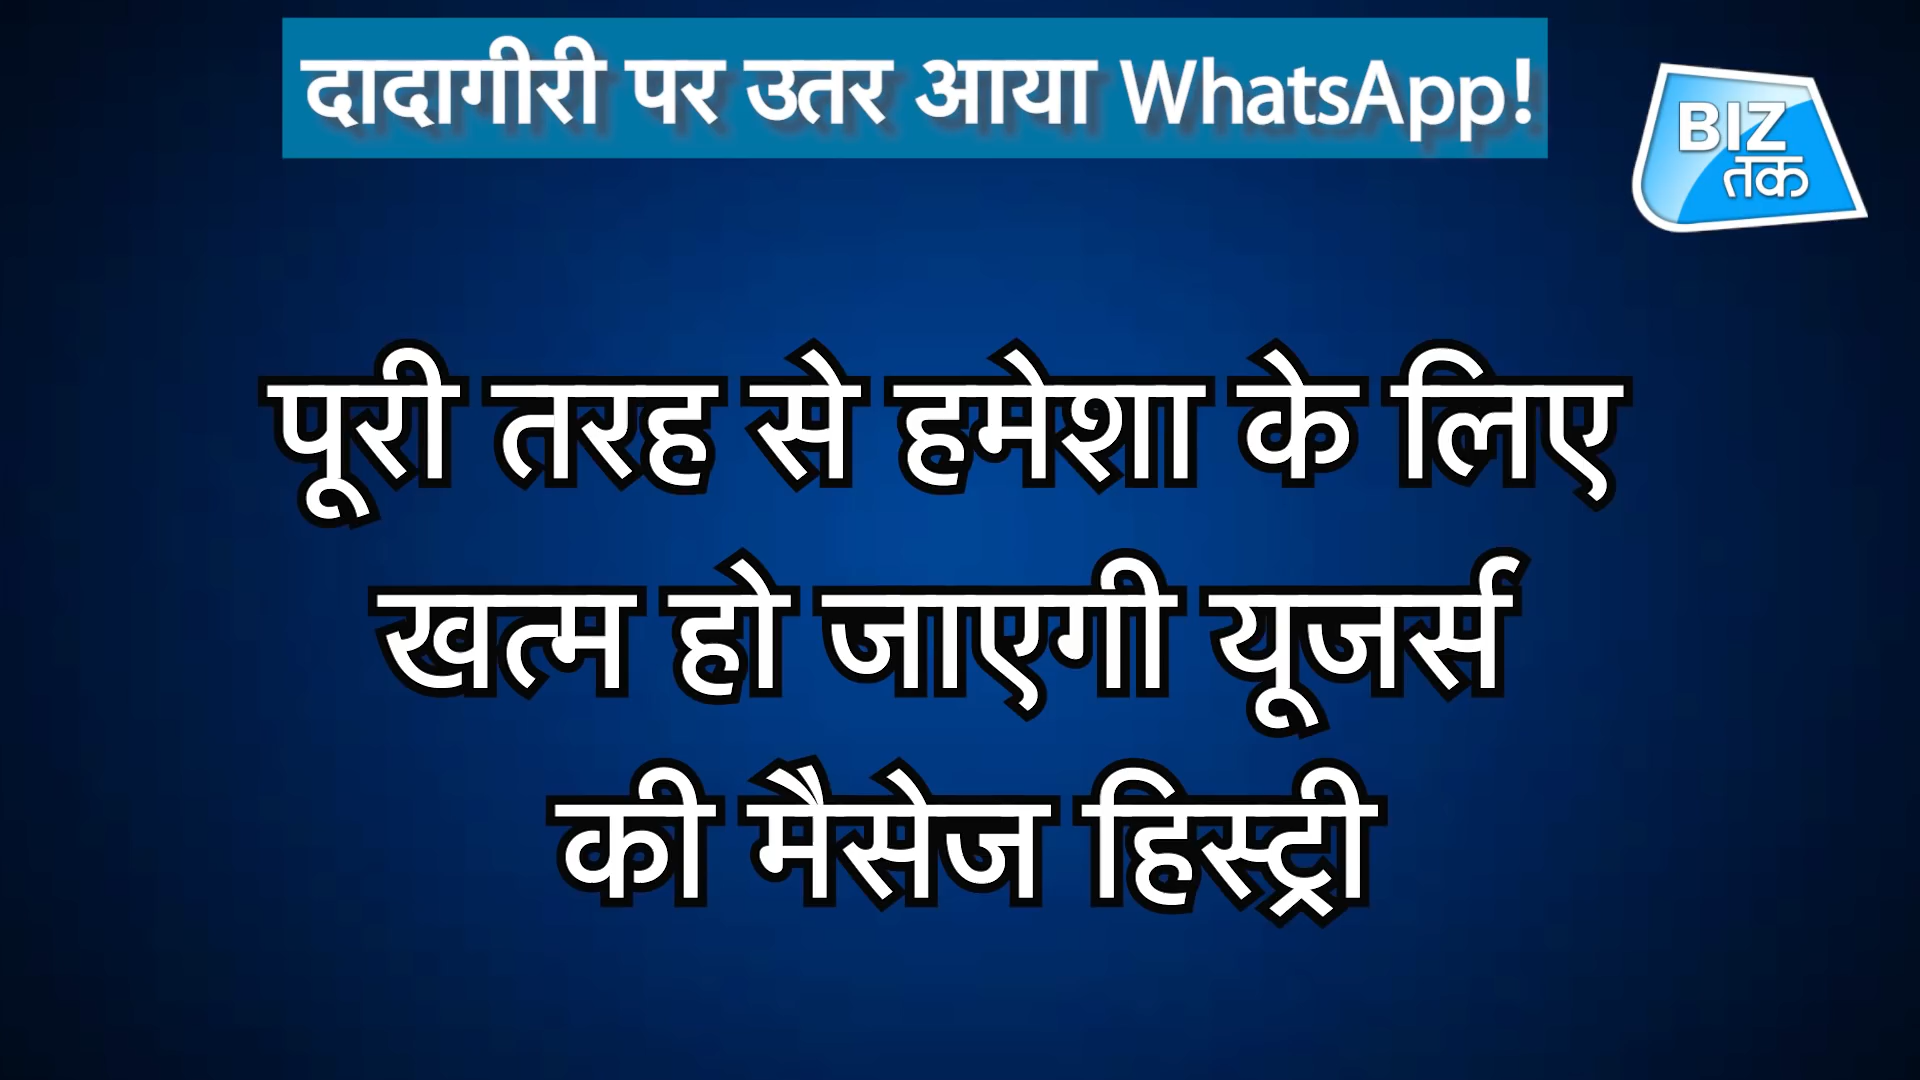 दादागीरी पर उतर आया WhatsApp!
BIZ
तक
पूरी तरह से हमेशा के लिए
खत्म हो जाएगी यूजर्स
की मैसेज हिस्ट्री